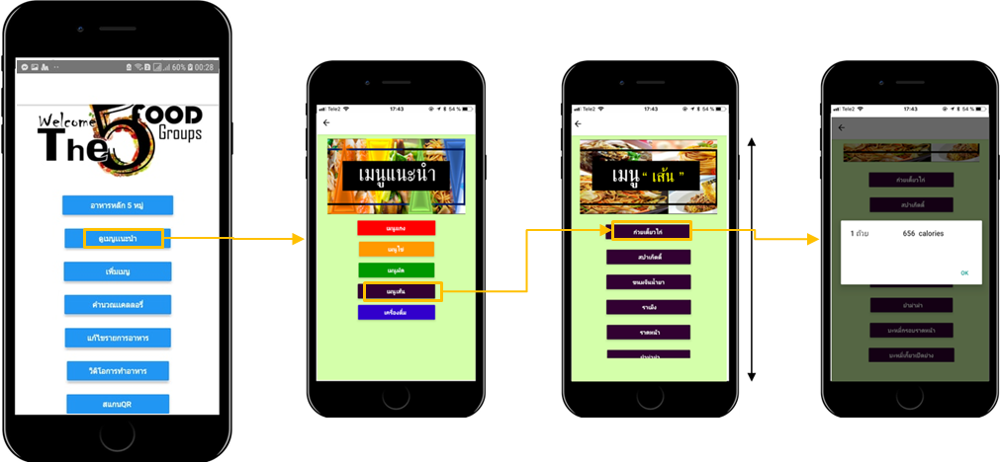 60% 00:28
Welcome
The 5 FOOD
Groups
อาหารหลัก 5 หมู่
ดูเมนูแนะนำ
เพิ่มเมนู
คำนวณแคลอรี่
แก้ไขรายการอาหาร
วิดิโอการทำอาหาร
สแกนQR
Tele2 17:43 54 %
เมนูแนะนำ
เมนูแกง
เมนูไข่
เมนูผัด
เมนูเส้น
เครื่องดื่ม
Tele2 17:43 54 %
เมนู “ เส้น ”
ก๋วยเตี๋ยวไก่
สปาเก็ตตี้
ขนมจีนน้ำยา
ราเม็ง
ราดหน้า
Tele2 17:43 54 %
ก๋วยเตี๋ยวไก่
สปาเก็ตตี้
1 ถ้วย 656 calories
OK
ยำมาม่า
บะหมี่กรอบราดหน้า
บะหมี่เกี๊ยวเป็ดย่าง